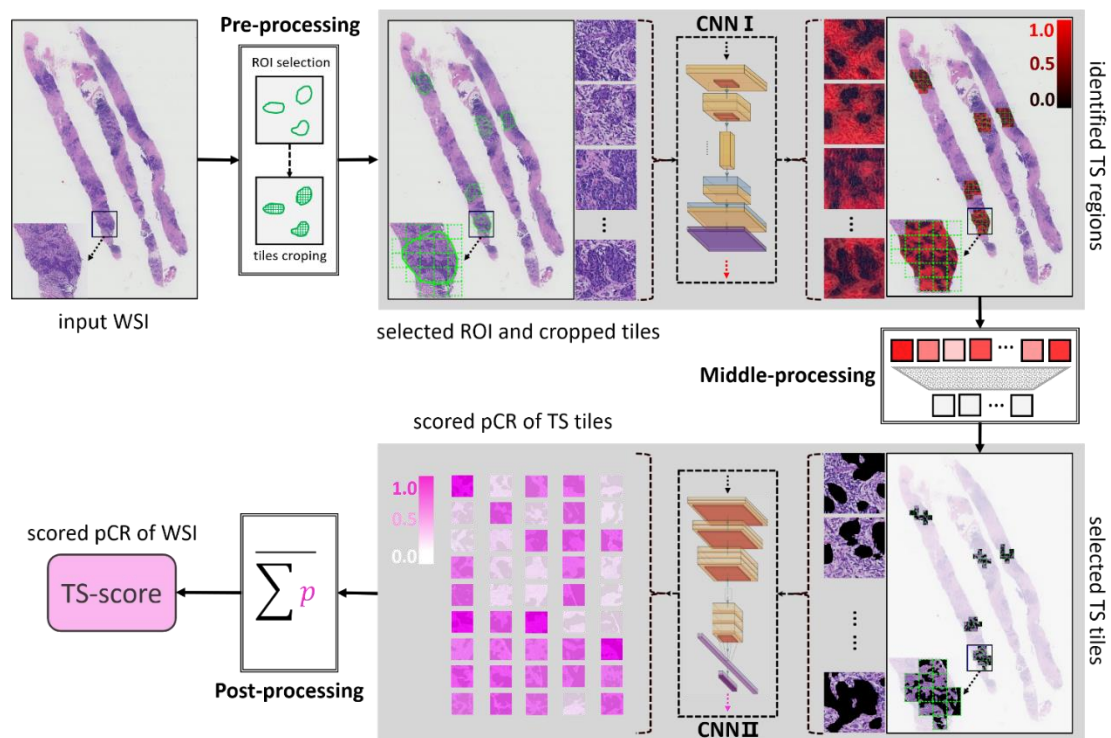 Pre-processing
ROI selection
tiles croping
input WSI
selected ROI and cropped tiles
CNN I
1.0
0.5
0.0
identified TS regions
Middle-processing
selected TS tiles
CNN II
scored pCR of TS tiles
1.0
0.5
0.0
∑ p
Post-processing
scored pCR of WSI
TS-score